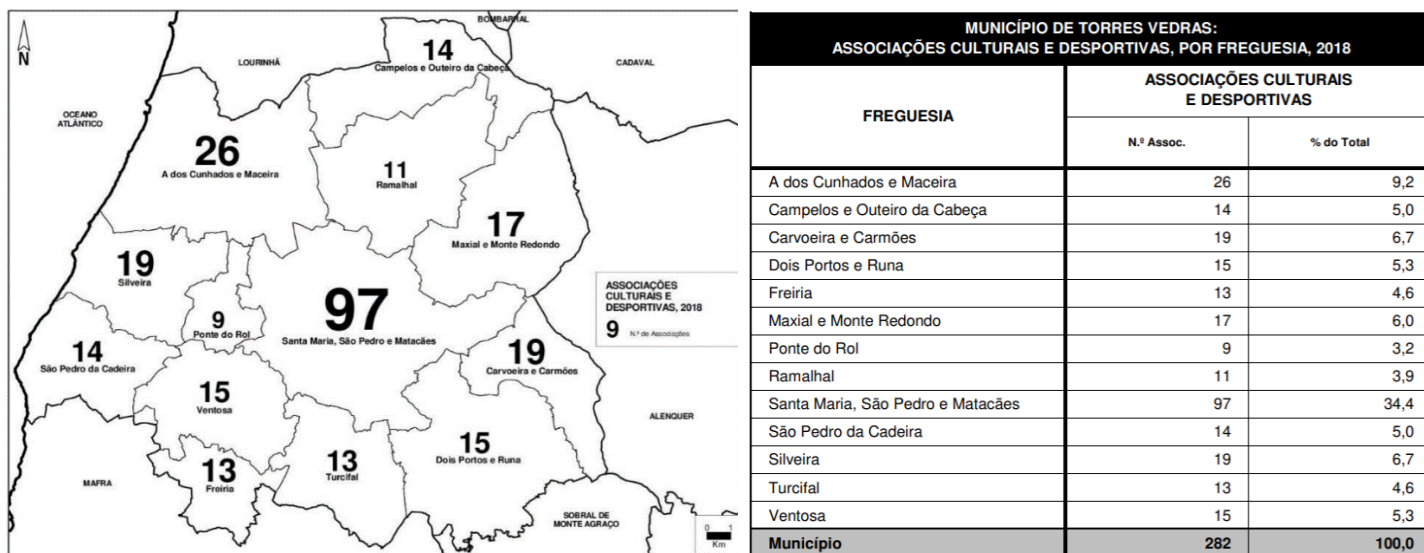 N
BOMBARRAL
14
Campelos e Outeiro da Cabeça
LOURINHÃ
CADAVAL
OCEANO
ATLÂNTICO
26
A dos Cunhados e Maceira
11
Ramalhal
17
Maxial e Monte Redondo
19
Silveira
9
Ponte do Rol
97
Santa Maria, São Pedro e Matacães
ASSOCIAÇÕES
CULTURAIS E
DESPORTIVAS, 2018
9 N.º de Associações
14
São Pedro da Cadeira
19
Carvoeira e Carmões
15
Ventosa
ALENQUER
15
Dois Portos e Runa
13
Freiria
13
Turcifal
MAFRA
SOBRAL DE
MONTE AGRAÇO
0 1
Km
MUNICÍPIO DE TORRES VEDRAS:
ASSOCIAÇÕES CULTURAIS E DESPORTIVAS, POR FREGUESIA, 2018
FREGUESIA
ASSOCIAÇÕES CULTURAIS
E DESPORTIVAS
N.º Assoc. % do Total
A dos Cunhados e Maceira 26 9,2
Campelos e Outeiro da Cabeça 14 5,0
Carvoeira e Carmões 19 6,7
Dois Portos e Runa 15 5,3
Freiria 13 4,6
Maxial e Monte Redondo 17 6,0
Ponte do Rol 9 3,2
Ramalhal 11 3,9
Santa Maria, São Pedro e Matacães 97 34,4
São Pedro da Cadeira 14 5,0
Silveira 19 6,7
Turcifal 13 4,6
Ventosa 15 5,3
Município 282 100,0